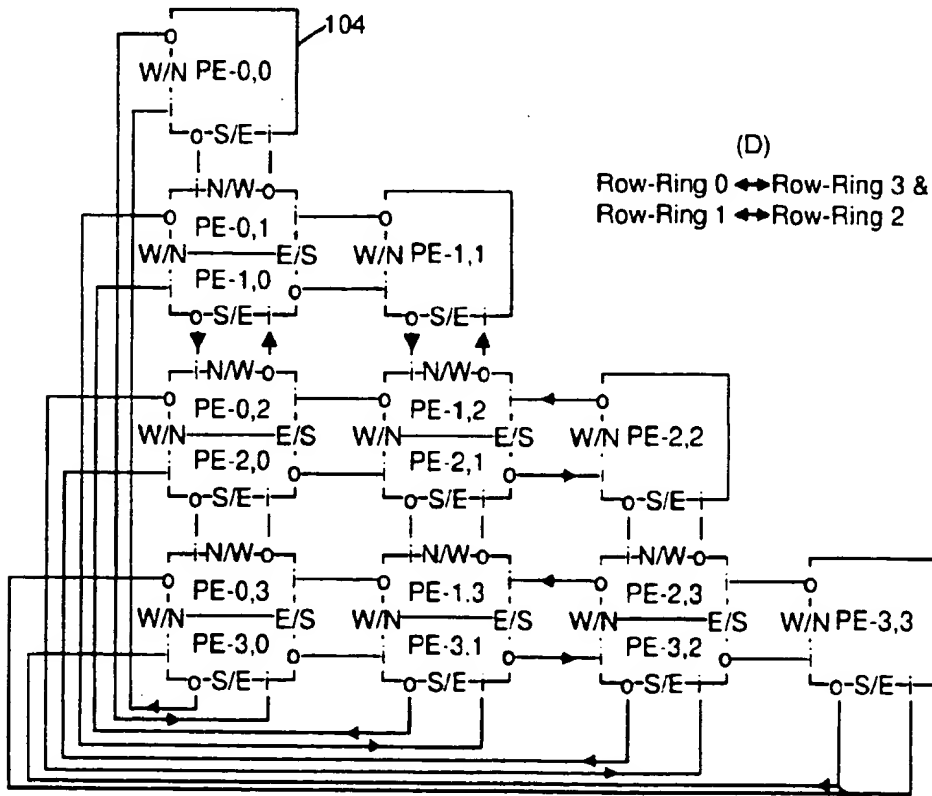 104
W/N PE-0,0
o S/E i
(D)
Row-Ring 0 ↔ Row-Ring 3 &
Row-Ring 1 ↔ Row-Ring 2
i N/W o
PE-0,1
W/N E/S W/N PE-1,1
PE-1,0
o S/E i o S/E i
i N/W o i N/W o
PE-0,2 PE-1,2
W/N E/S W/N E/S W/N PE-2,2
PE-2,0 PE-2,1
o S/E i o S/E i o S/E i
i N/W o i N/W o i N/W o
PE-0,3 PE-1.3 PE-2,3
W/N E/S W/N E/S W/N E/S W/N PE-3,3
PE-3,0 PE-3.1 PE-3,2
o S/E i o S/E i o S/E i o S/E i